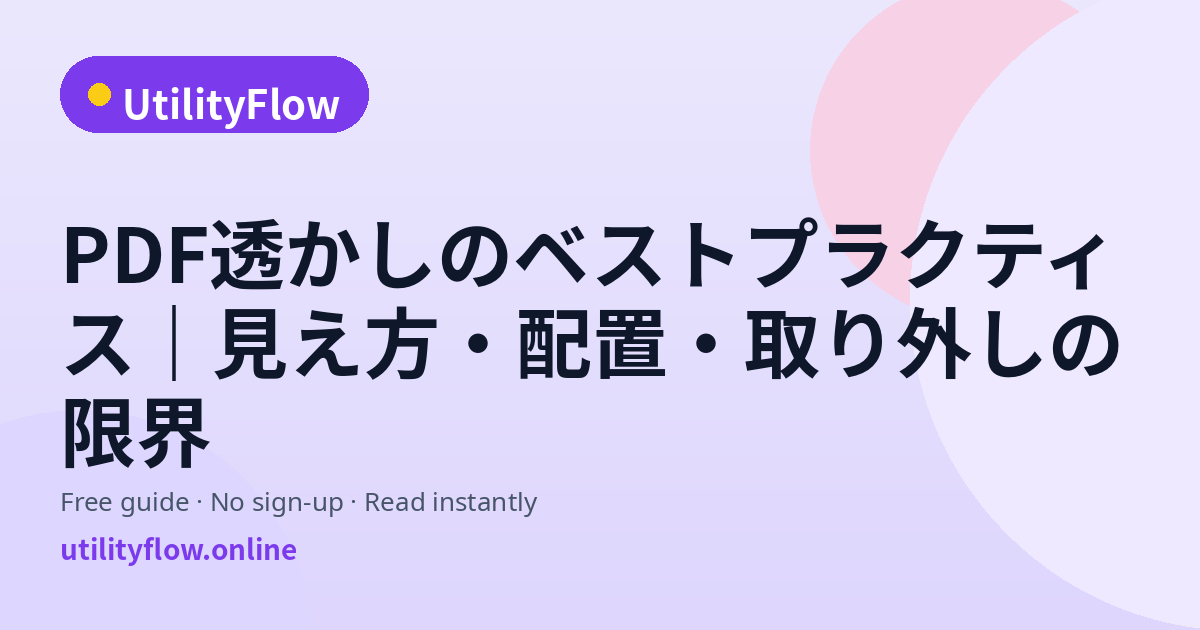 UtilityFlow
PDF透かしのベストプラクティ
ス｜見え方・配置・取り外しの
限界
Free guide · No sign-up · Read instantly
utilityflow.online